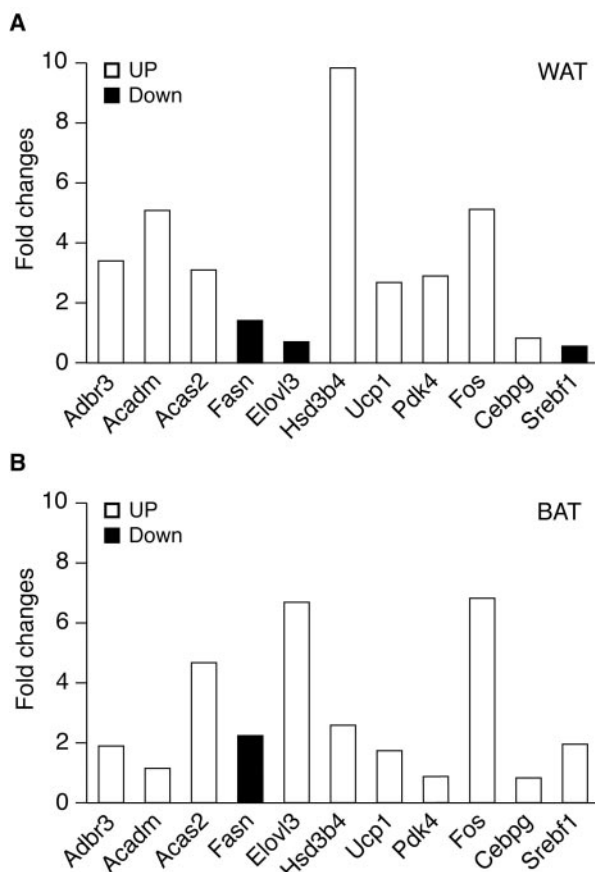 A
UP
Down
WAT
Fold changes
10
8
6
4
2
0
Adbr3
Acadm
Acas2
Fasn
Elovl3
Hsd3b4
Ucp1
Pdk4
Fos
Cebpg
Srebf1
B
UP
Down
BAT
Fold changes
10
8
6
4
2
0
Adbr3
Acadm
Acas2
Fasn
Elovl3
Hsd3b4
Ucp1
Pdk4
Fos
Cebpg
Srebf1